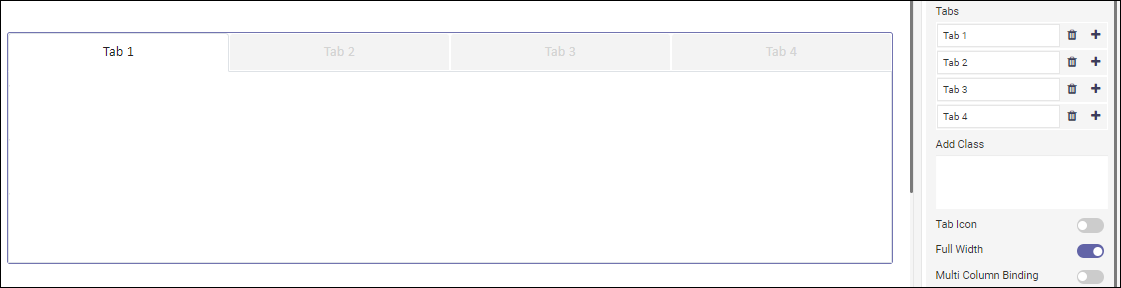 Tab 1 Tab 2 Tab 3 Tab 4
Tabs
Tab 1
Tab 2
Tab 3
Tab 4
Add Class
Tab Icon
Full Width
Multi Column Binding